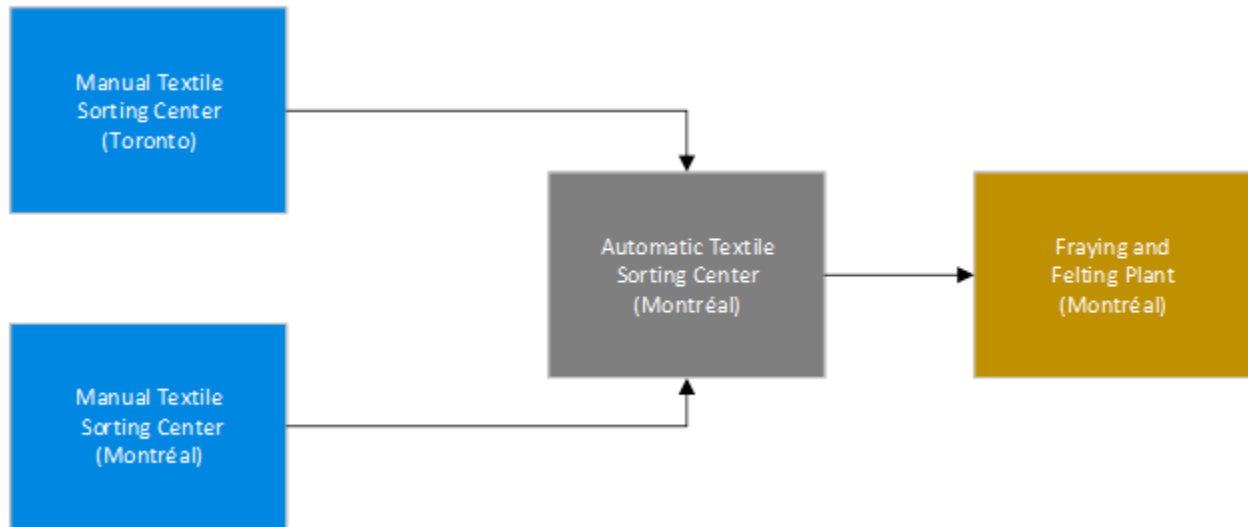 Manual Textile
Sorting Center
(Toronto)
Automatic Textile
Sorting Center
(Montréal)
Fraying and
Felting Plant
(Montréal)
Manual Textile
Sorting Center
(Montréal)